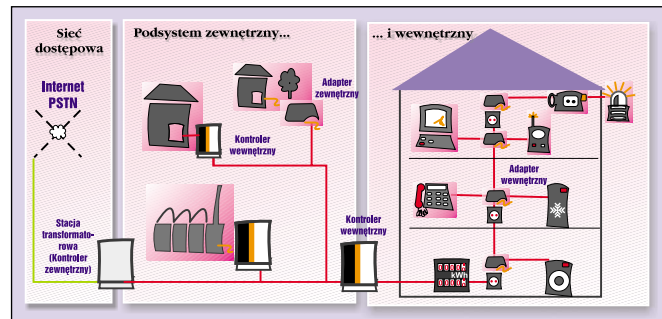 Sieć
dostępowa
Internet
PSTN
Stacja
transformato-
rowa
(Kontroler
zewnętrzny)
Podsystem zewnętrzny...
Adapter
zewnętrzny
Kontroler
wewnętrzny
Kontroler
wewnętrzny
... i wewnętrzny
Adapter
wewnętrzny
kWh